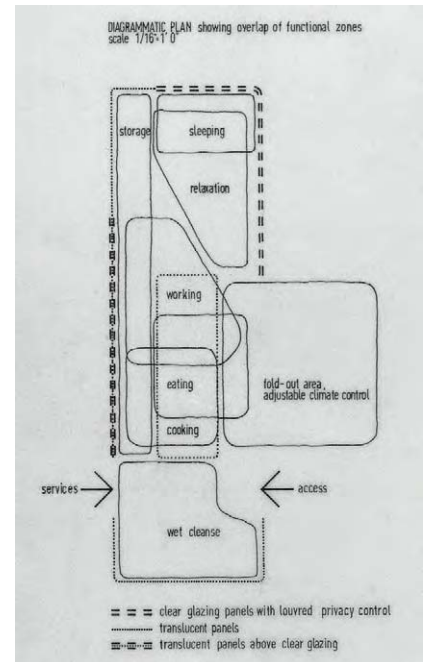 DIAGRAMMATIC PLAN showing overlap of functional zones
scale 1/16"=1' 0"
storage
sleeping
relaxation
working
eating
fold-out area,
adjustable climate control
cooking
services
access
wet cleanse
clear glazing panels with louvred privacy control
translucent panels
translucent panels above clear glazing